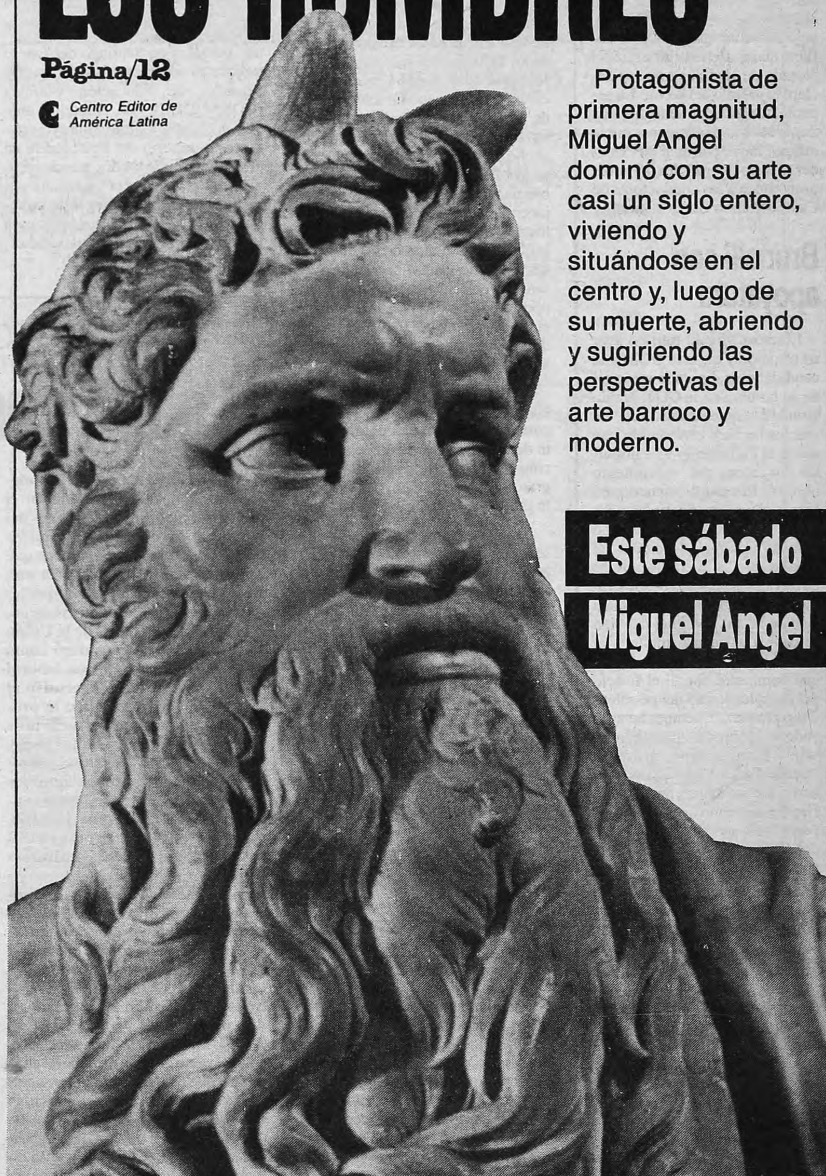 LOS HOMBRES
Página/12
Centro Editor de
América Latina
Protagonista de
primera magnitud,
Miguel Angel
dominó con su arte
casi un siglo entero,
viviendo y
situándose en el
centro y, luego de
su muerte, abriendo
y sugiriendo las
perspectivas del
arte barroco y
moderno.
Este sábado
Miguel Angel